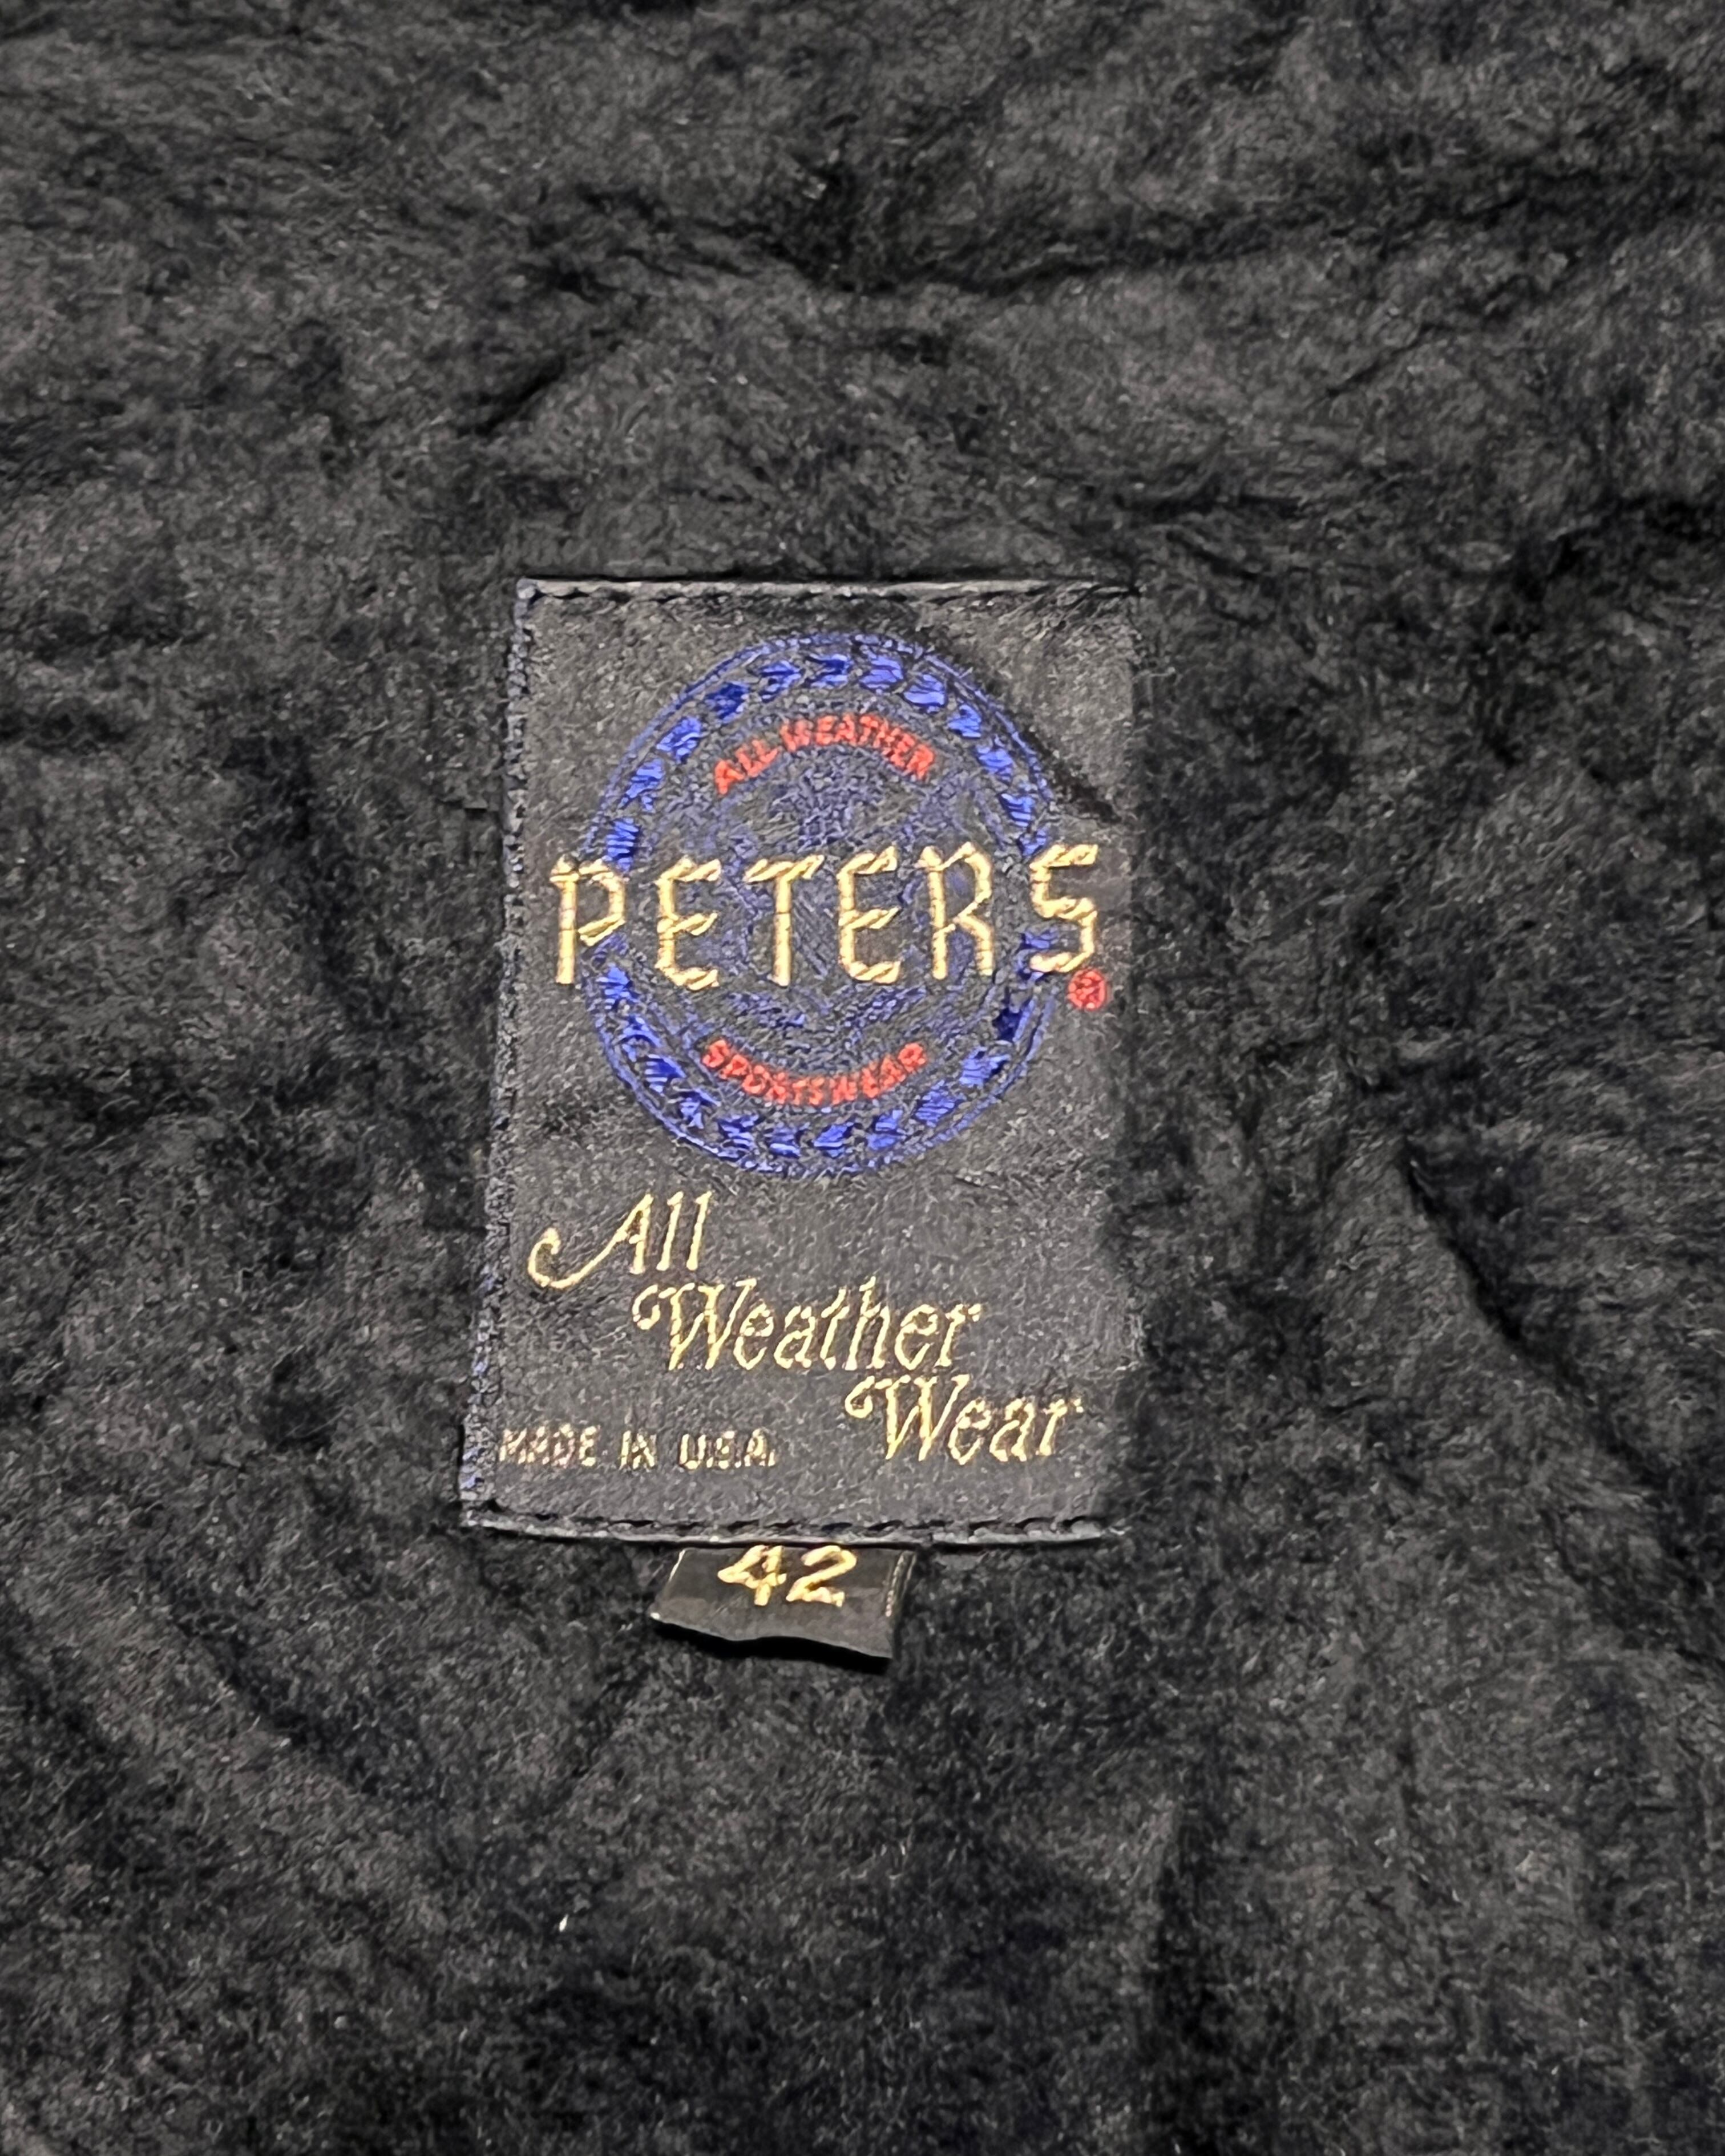 ALL WEATHER
PETERS
®
SPORTSWEAR
All
Weather
Wear
MADE IN U.S.A.
42